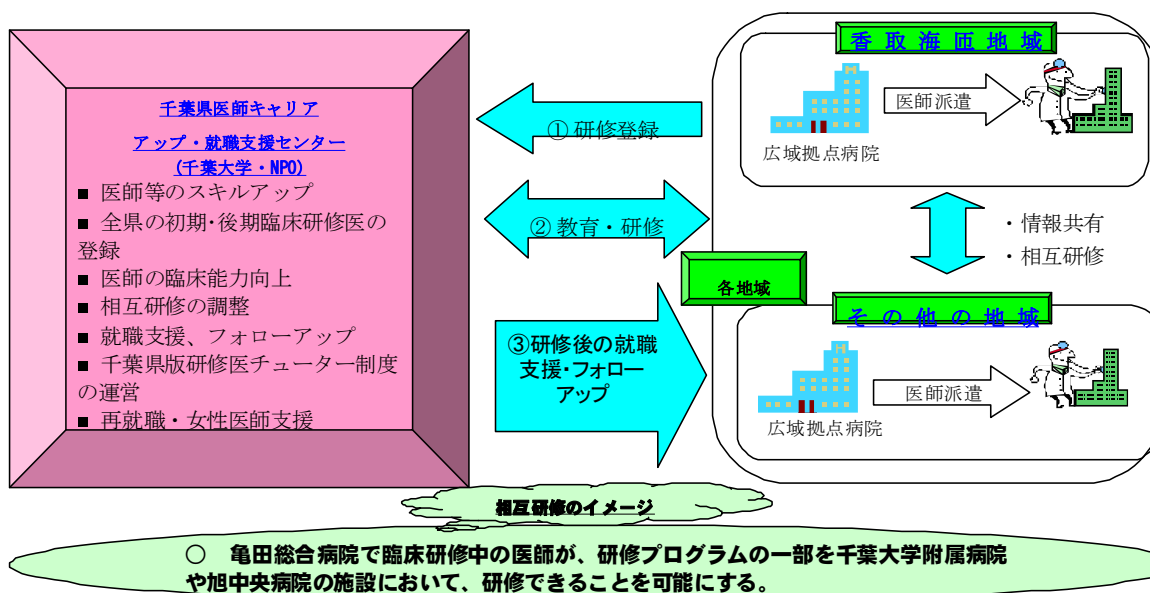 千葉県医師キャリア
アップ・就職支援センター
(千葉大学・NPO)
■ 医師等のスキルアップ
■ 全県の初期・後期臨床研修医の
登録
■ 医師の臨床能力向上
■ 相互研修の調整
■ 就職支援、フォローアップ
■ 千葉県版研修医チューター制度
の運営
■ 再就職・女性医師支援
① 研修登録
② 教育・研修
③研修後の就職
支援・フォロー
アップ
各地域
香取海匝地域
H
医師派遣
広域拠点病院
・情報共有
・相互研修
その他の地域
H
医師派遣
広域拠点病院
相互研修のイメージ
○ 亀田総合病院で臨床研修中の医師が、研修プログラムの一部を千葉大学附属病院
や旭中央病院の施設において、研修できることを可能にする。